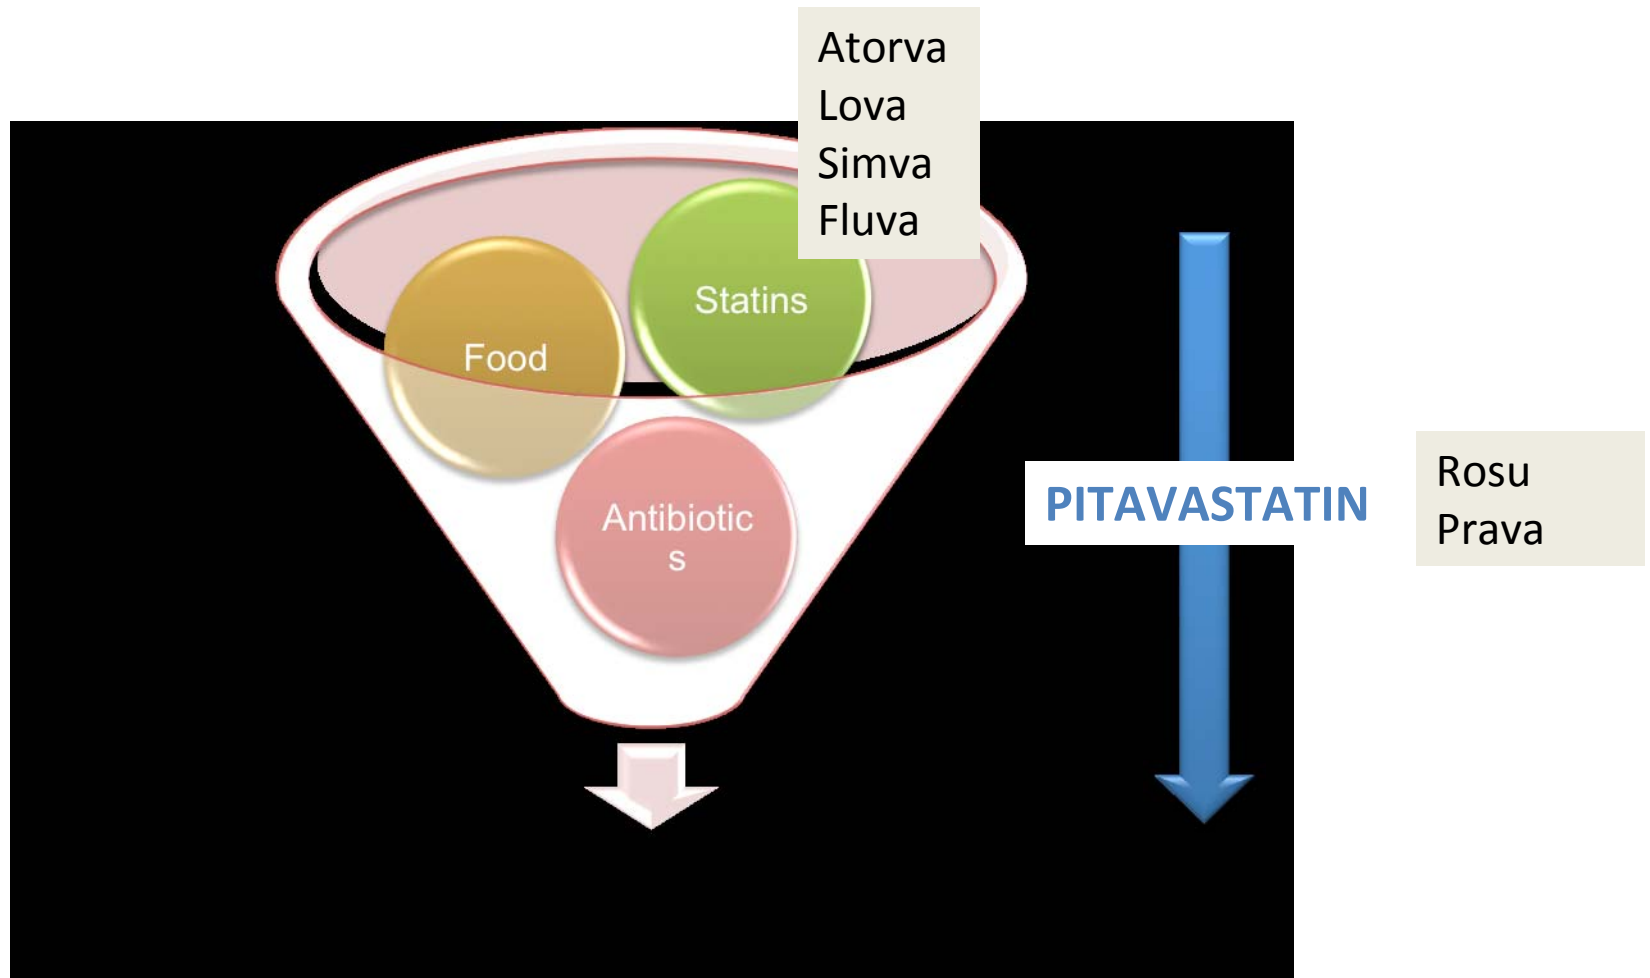 Atorva
Lova
Simva
Fluva
Statins
Food
Antibiotic
s
PITAVASTATIN
Rosu
Prava